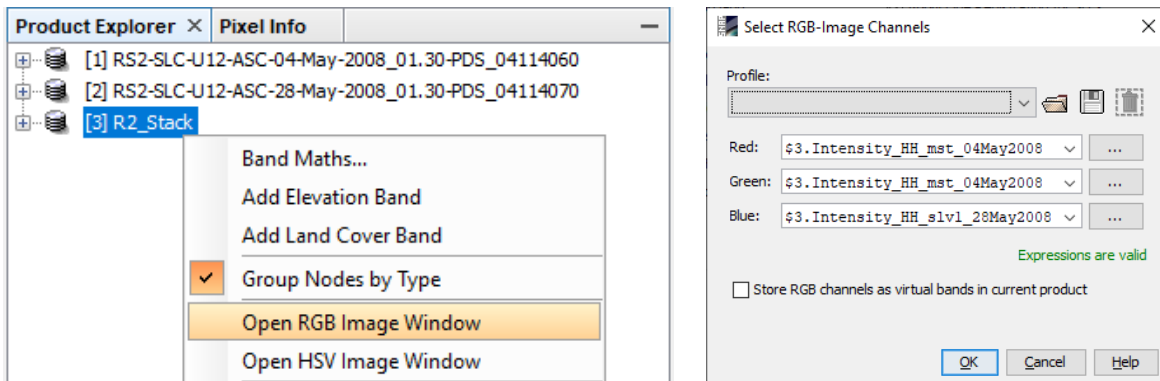 Product Explorer × Pixel Info
[1] RS2-SLC-U12-ASC-04-May-2008_01.30-PDS_04114060
[2] RS2-SLC-U12-ASC-28-May-2008_01.30-PDS_04114070
[3] R2_Stack
Band Maths...
Add Elevation Band
Add Land Cover Band
Group Nodes by Type
Open RGB Image Window
Open HSV Image Window
Select RGB-Image Channels
Profile:
Red: $3.Intensity_HH_mst_04May2008 ...
Green: $3.Intensity_HH_mst_04May2008 ...
Blue: $3.Intensity_HH_slv1_28May2008 ...
Expressions are valid
Store RGB channels as virtual bands in current product
OK Cancel Help